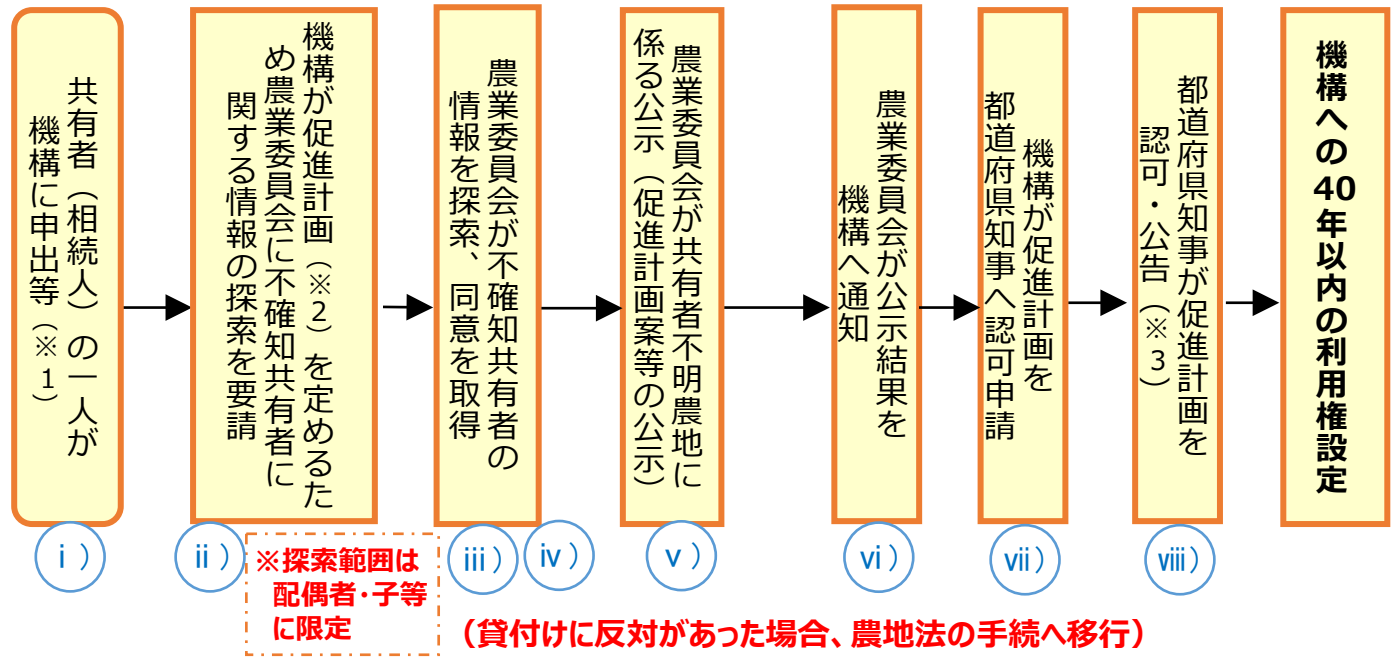 共有者（相続人）の一人が
機構に申出等（※１）
機構が促進計画（※２）を定めるた
め農業委員会に不確知共有者に
関する情報の探索を要請
農業委員会が不確知共有者の
情報を探索、同意を取得
農業委員会が共有者不明農地に
係る公示（促進計画案等の公示）
農業委員会が公示結果を
機構へ通知
機構が促進計画を
都道府県知事へ認可申請
都道府県知事が促進計画を
認可・公告（※３）
機構への40年以内の利用権設定
ⅰ）
ⅱ）
ⅲ）
ⅳ）
ⅴ）
ⅵ）
ⅶ）
ⅷ）
※探索範囲は
配偶者・子等
に限定
（貸付けに反対があった場合、農地法の手続へ移行）